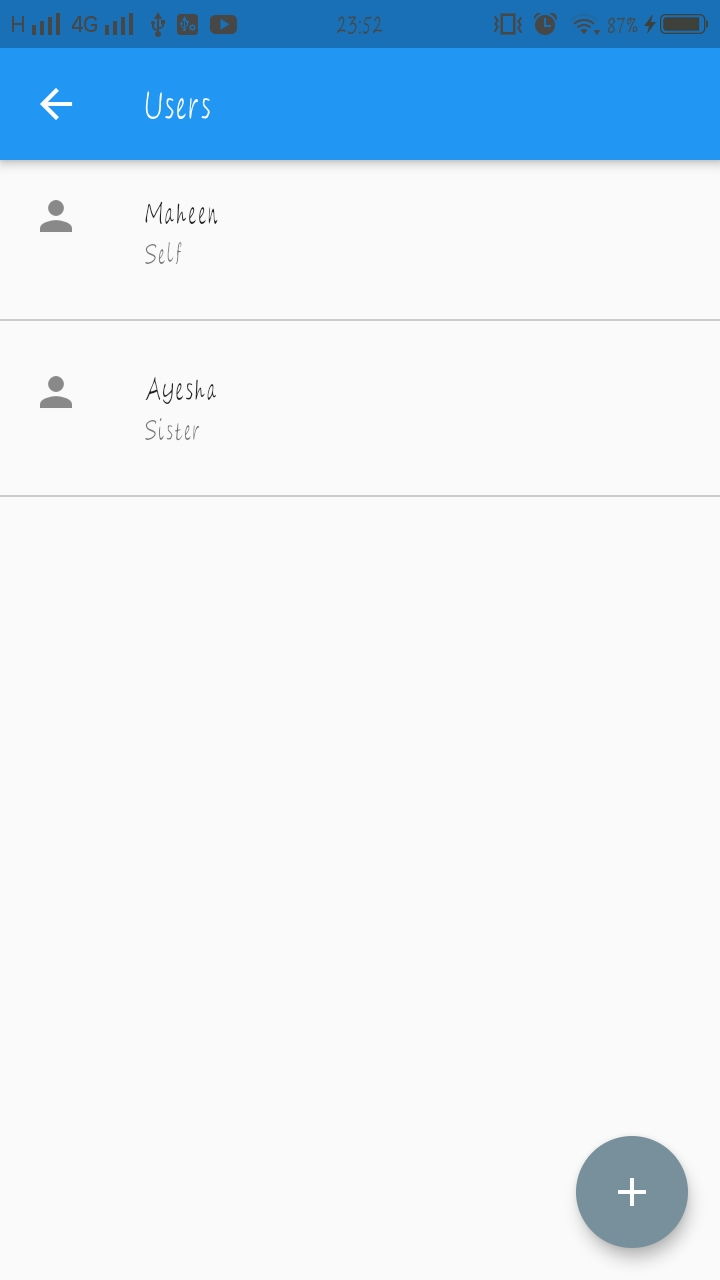 H 4G 23:52 87%
Users
Maheen
Self
Ayesha
Sister